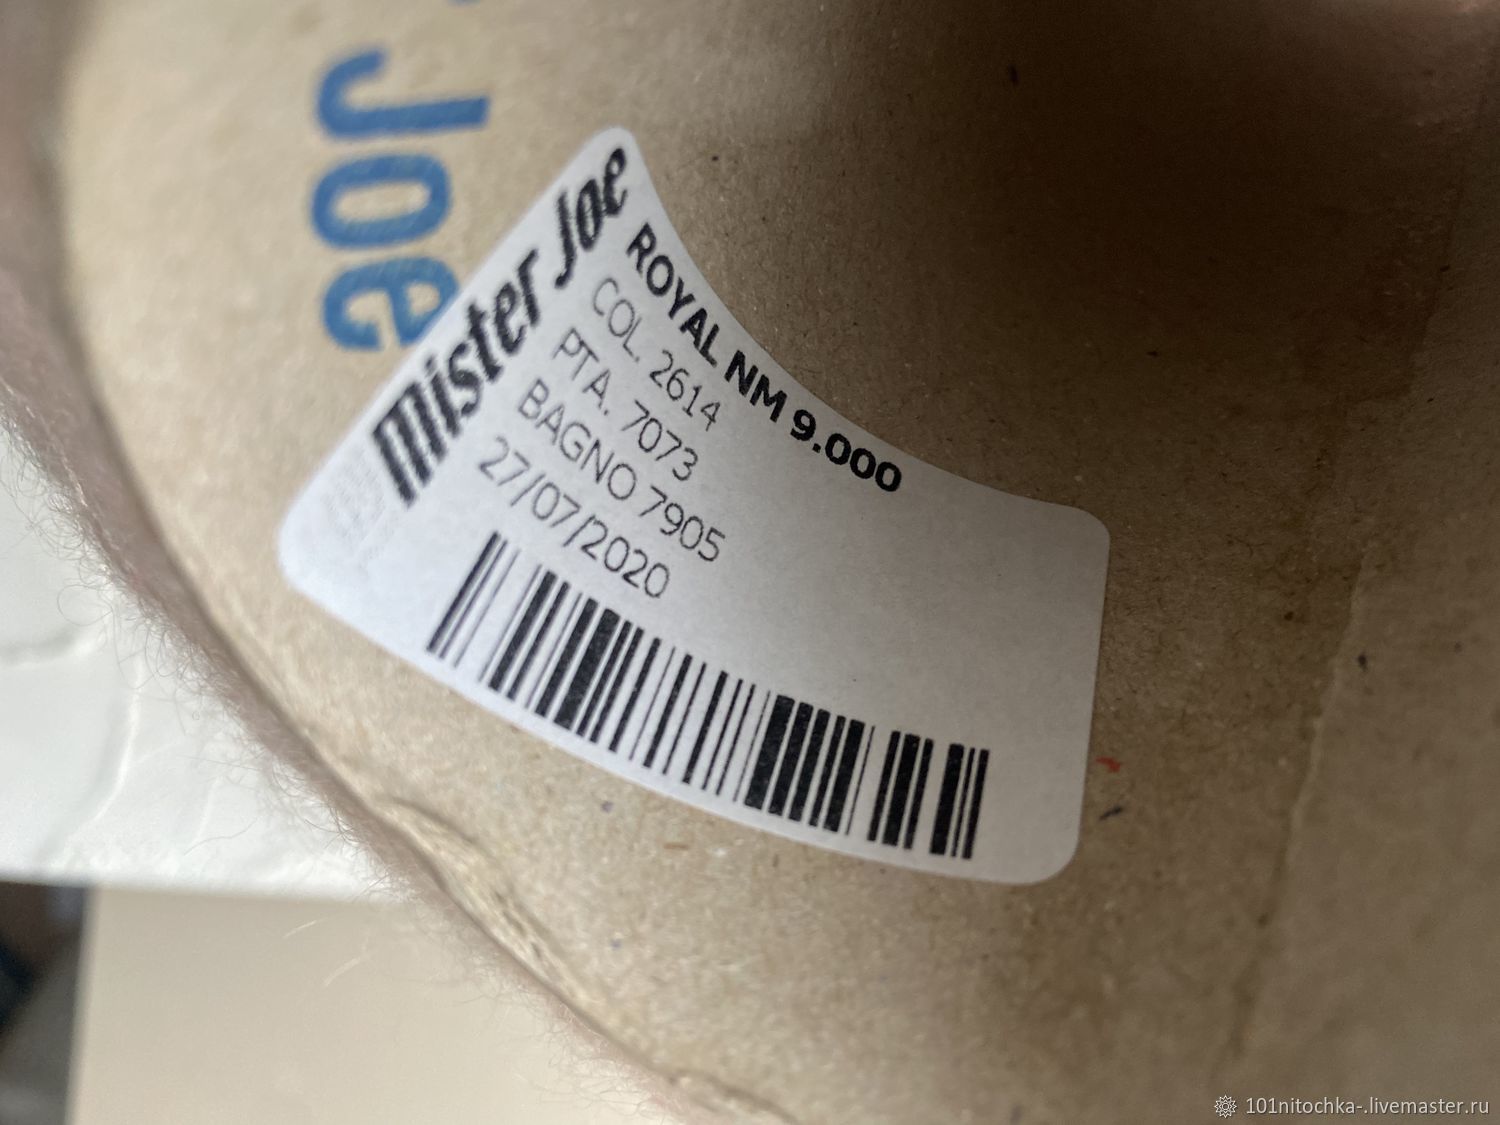 Joe
mister Joe
ROYAL NM 9.000
COL. 2614
PTA. 7073
BAGNO 7905
27/07/2020
101nitochka-.livemaster.ru